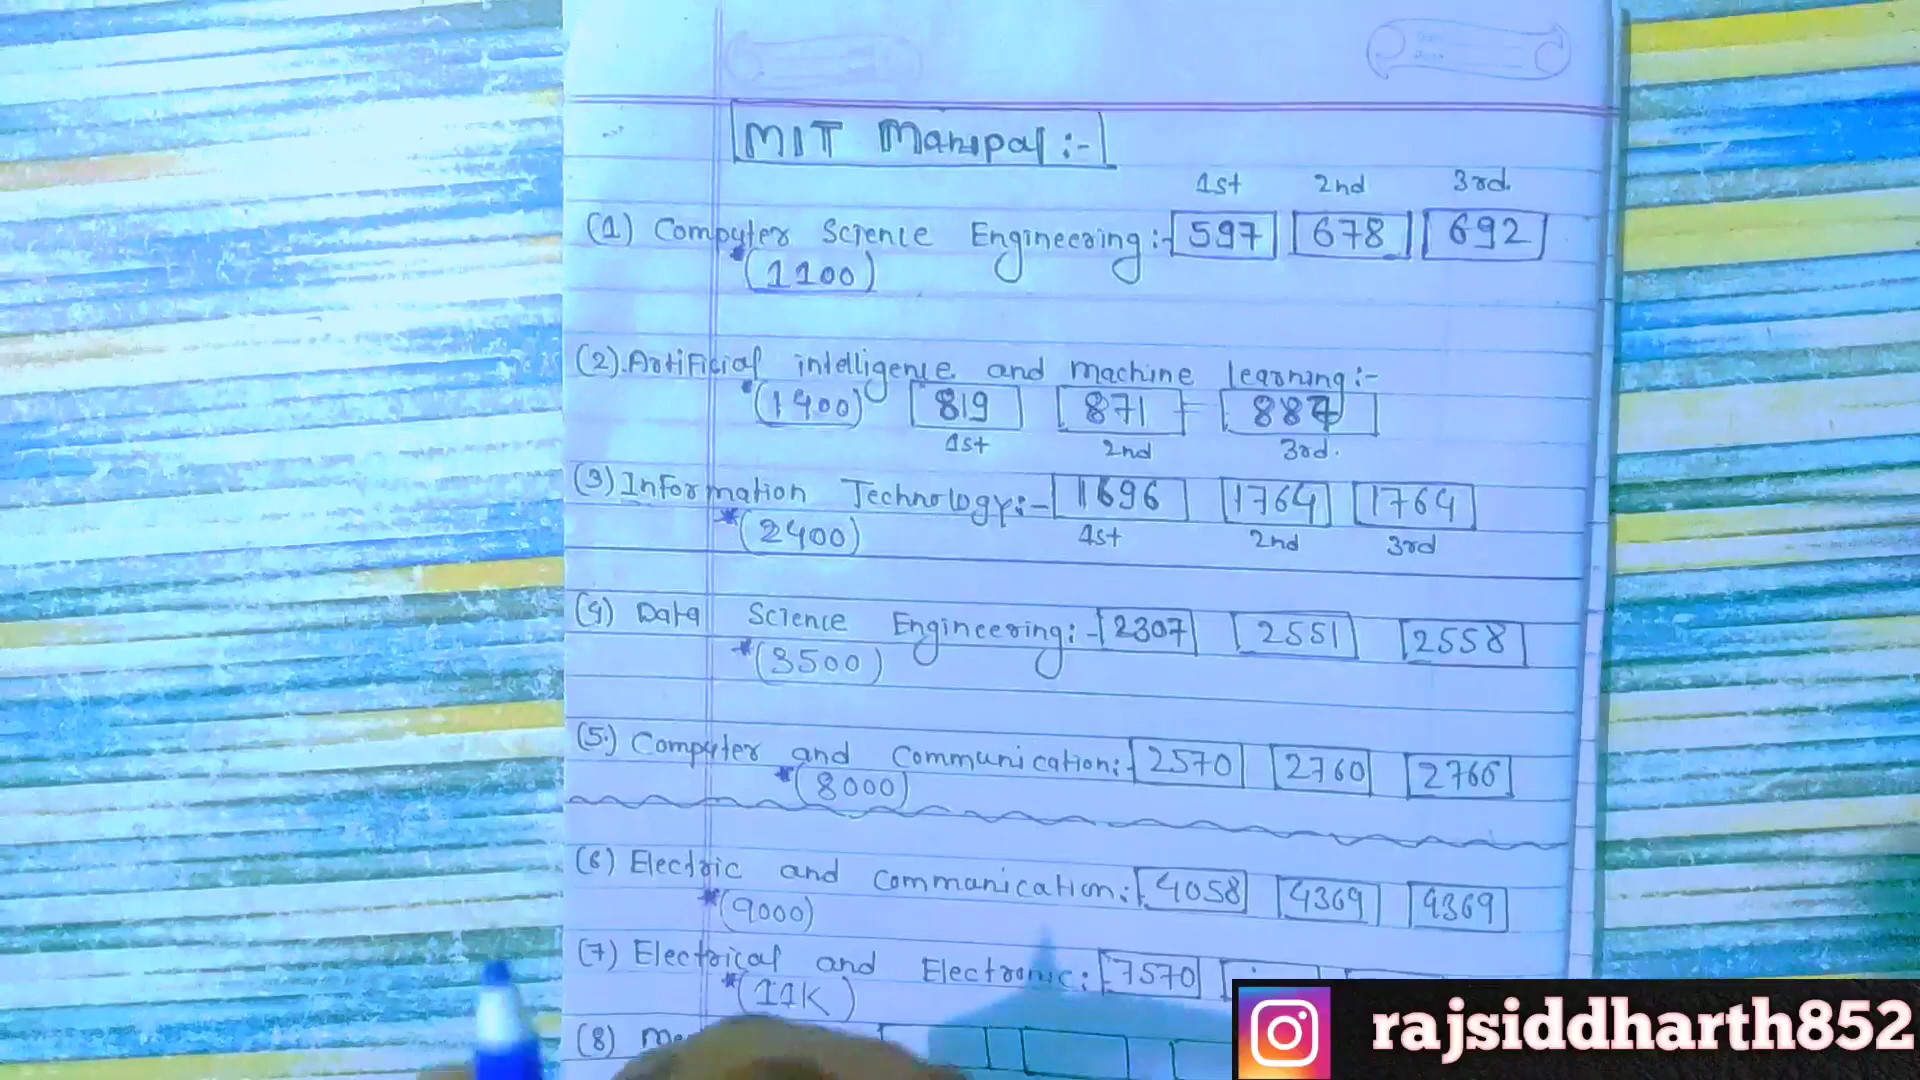 MIT Manipal :-
1st 2nd 3rd.
(1) Computer Science Engineering :- 597 678 692
*(1100)
(2). Artificial intelligence and machine learning :-
*(1400) 819 871 887
1st 2nd 3rd.
(3) Information Technology :- 1696 1764 1764
*(2400) 1st 2nd 3rd
(4) Data Science Engineering :- 2307 2551 2558
*(3500)
(5.) Computer and Communication :- 2570 2760 2760
*(8000)
(6) Electric and Communication : 4058 4369 4369
*(9000)
(7) Electrical and Electronic : 7570
*(11K)
(8)
rajsiddharth852